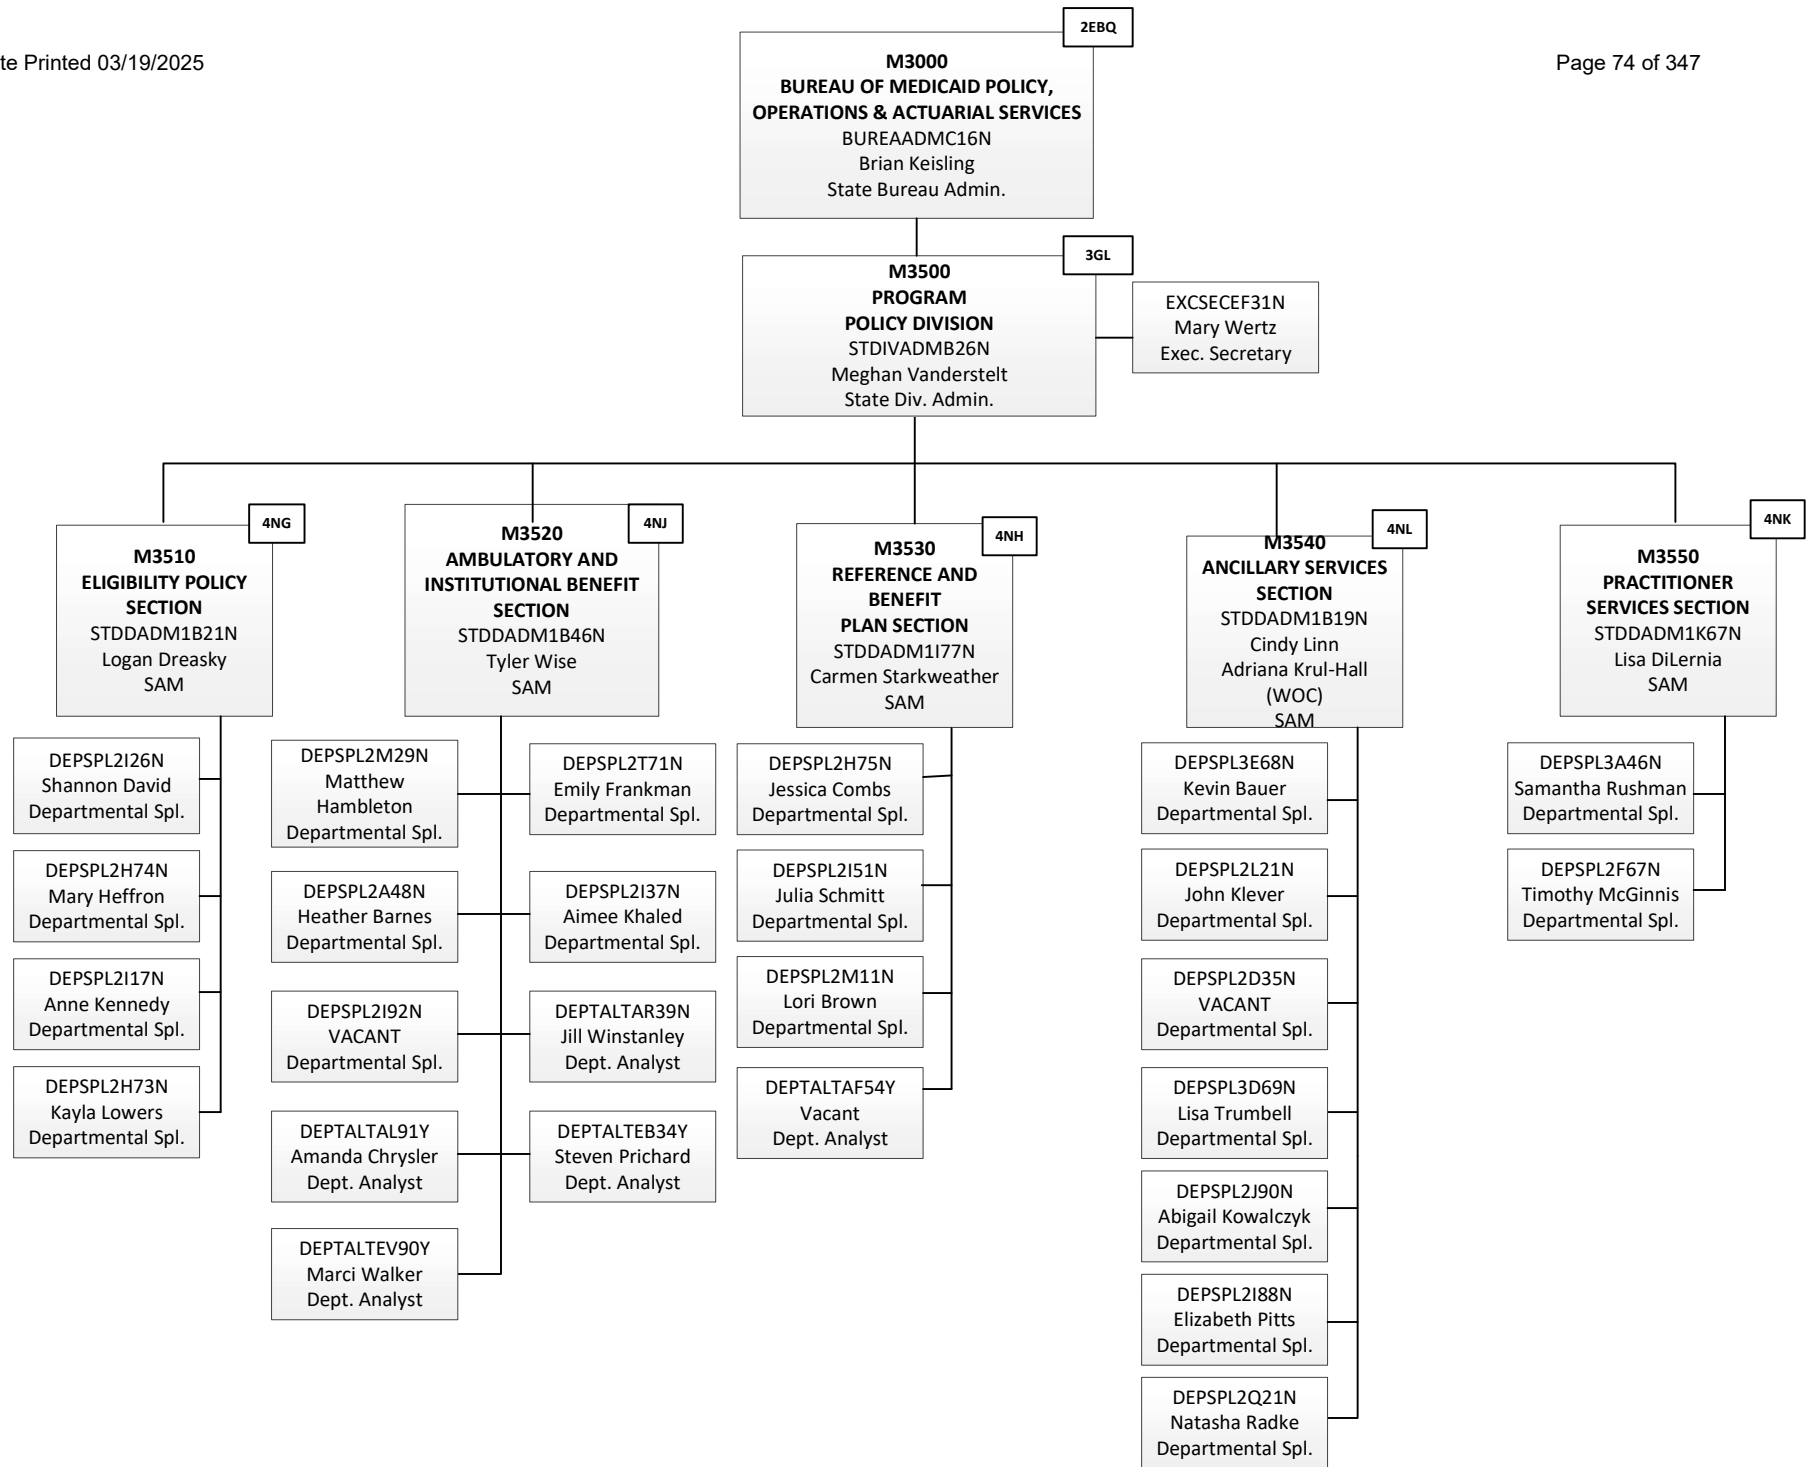 te Printed 03/19/2025
Page 74 of 347
2EBQ
M3000
BUREAU OF MEDICAID POLICY,
OPERATIONS & ACTUARIAL SERVICES
BUREAADMC16N
Brian Keisling
State Bureau Admin.
3GL
M3500
PROGRAM
POLICY DIVISION
STDIVADMB26N
Meghan Vanderstelt
State Div. Admin.
EXCSECEF31N
Mary Wertz
Exec. Secretary
4NG
M3510
ELIGIBILITY POLICY
SECTION
STDDADM1B21N
Logan Dreasky
SAM
DEPSPL2I26N
Shannon David
Departmental Spl.
DEPSPL2H74N
Mary Heffron
Departmental Spl.
DEPSPL2I17N
Anne Kennedy
Departmental Spl.
DEPSPL2H73N
Kayla Lowers
Departmental Spl.
4NJ
M3520
AMBULATORY AND
INSTITUTIONAL BENEFIT
SECTION
STDDADM1B46N
Tyler Wise
SAM
DEPSPL2M29N
Matthew
Hambleton
Departmental Spl.
DEPSPL2T71N
Emily Frankman
Departmental Spl.
DEPSPL2A48N
Heather Barnes
Departmental Spl.
DEPSPL2I37N
Aimee Khaled
Departmental Spl.
DEPSPL2I92N
VACANT
Departmental Spl.
DEPTALTAR39N
Jill Winstanley
Dept. Analyst
DEPTALTAL91Y
Amanda Chrysler
Dept. Analyst
DEPTALTEB34Y
Steven Prichard
Dept. Analyst
DEPTALTEV90Y
Marci Walker
Dept. Analyst
4NH
M3530
REFERENCE AND
BENEFIT
PLAN SECTION
STDDADM1I77N
Carmen Starkweather
SAM
DEPSPL2H75N
Jessica Combs
Departmental Spl.
DEPSPL2I51N
Julia Schmitt
Departmental Spl.
DEPSPL2M11N
Lori Brown
Departmental Spl.
DEPTALTAF54Y
Vacant
Dept. Analyst
4NL
M3540
ANCILLARY SERVICES
SECTION
STDDADM1B19N
Cindy Linn
Adriana Krul-Hall
(WOC)
SAM
DEPSPL3E68N
Kevin Bauer
Departmental Spl.
DEPSPL2L21N
John Klever
Departmental Spl.
DEPSPL2D35N
VACANT
Departmental Spl.
DEPSPL3D69N
Lisa Trumbell
Departmental Spl.
DEPSPL2J90N
Abigail Kowalczyk
Departmental Spl.
DEPSPL2I88N
Elizabeth Pitts
Departmental Spl.
DEPSPL2Q21N
Natasha Radke
Departmental Spl.
4NK
M3550
PRACTITIONER
SERVICES SECTION
STDDADM1K67N
Lisa DiLernia
SAM
DEPSPL3A46N
Samantha Rushman
Departmental Spl.
DEPSPL2F67N
Timothy McGinnis
Departmental Spl.